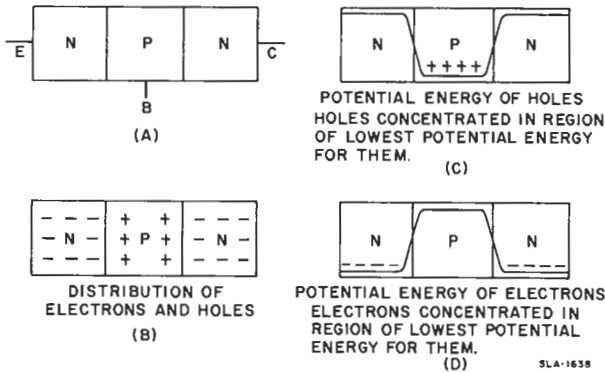 N P N
E
C
B
(A)
N P N
+ + + +
POTENTIAL ENERGY OF HOLES
HOLES CONCENTRATED IN REGION
OF LOWEST POTENTIAL ENERGY
FOR THEM.
(C)
- - - + + - - -
- N - + P + - N -
- - - + + - - -
DISTRIBUTION OF
ELECTRONS AND HOLES
(B)
N P N
POTENTIAL ENERGY OF ELECTRONS
ELECTRONS CONCENTRATED IN
REGION OF LOWEST POTENTIAL
ENERGY FOR THEM.
(D)
SLA-1638